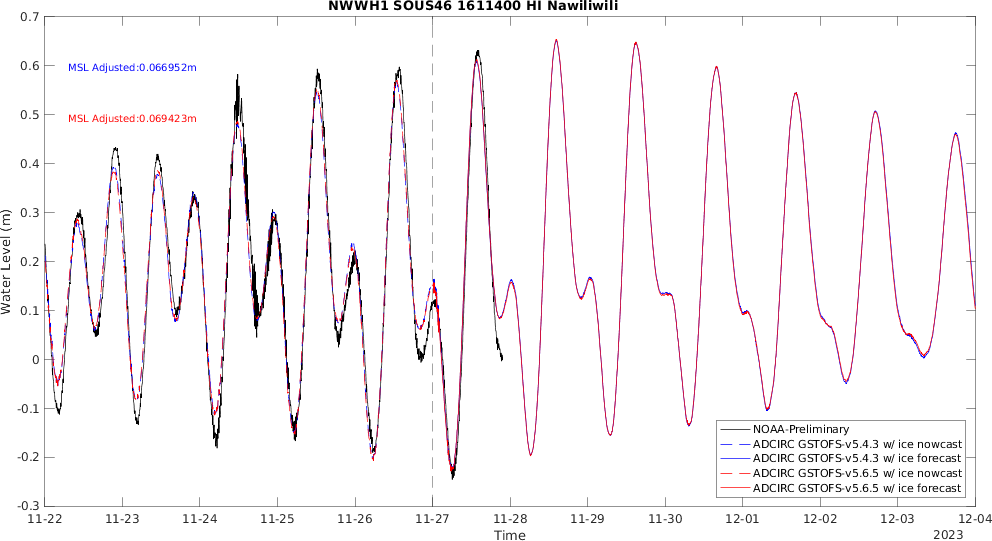 NWWH1 SOUS46 1611400 HI Nawiliwili
0.7
0.6
0.5
0.4
0.3
0.2
0.1
0
-0.1
-0.2
-0.3
Water Level (m)
MSL Adjusted:0.066952m
MSL Adjusted:0.069423m
NOAA-Preliminary
ADCIRC GSTOFS-v5.4.3 w/ ice nowcast
ADCIRC GSTOFS-v5.4.3 w/ ice forecast
ADCIRC GSTOFS-v5.6.5 w/ ice nowcast
ADCIRC GSTOFS-v5.6.5 w/ ice forecast
11-22 11-23 11-24 11-25 11-26 11-27 11-28 11-29 11-30 12-01 12-02 12-03 12-04
Time
2023